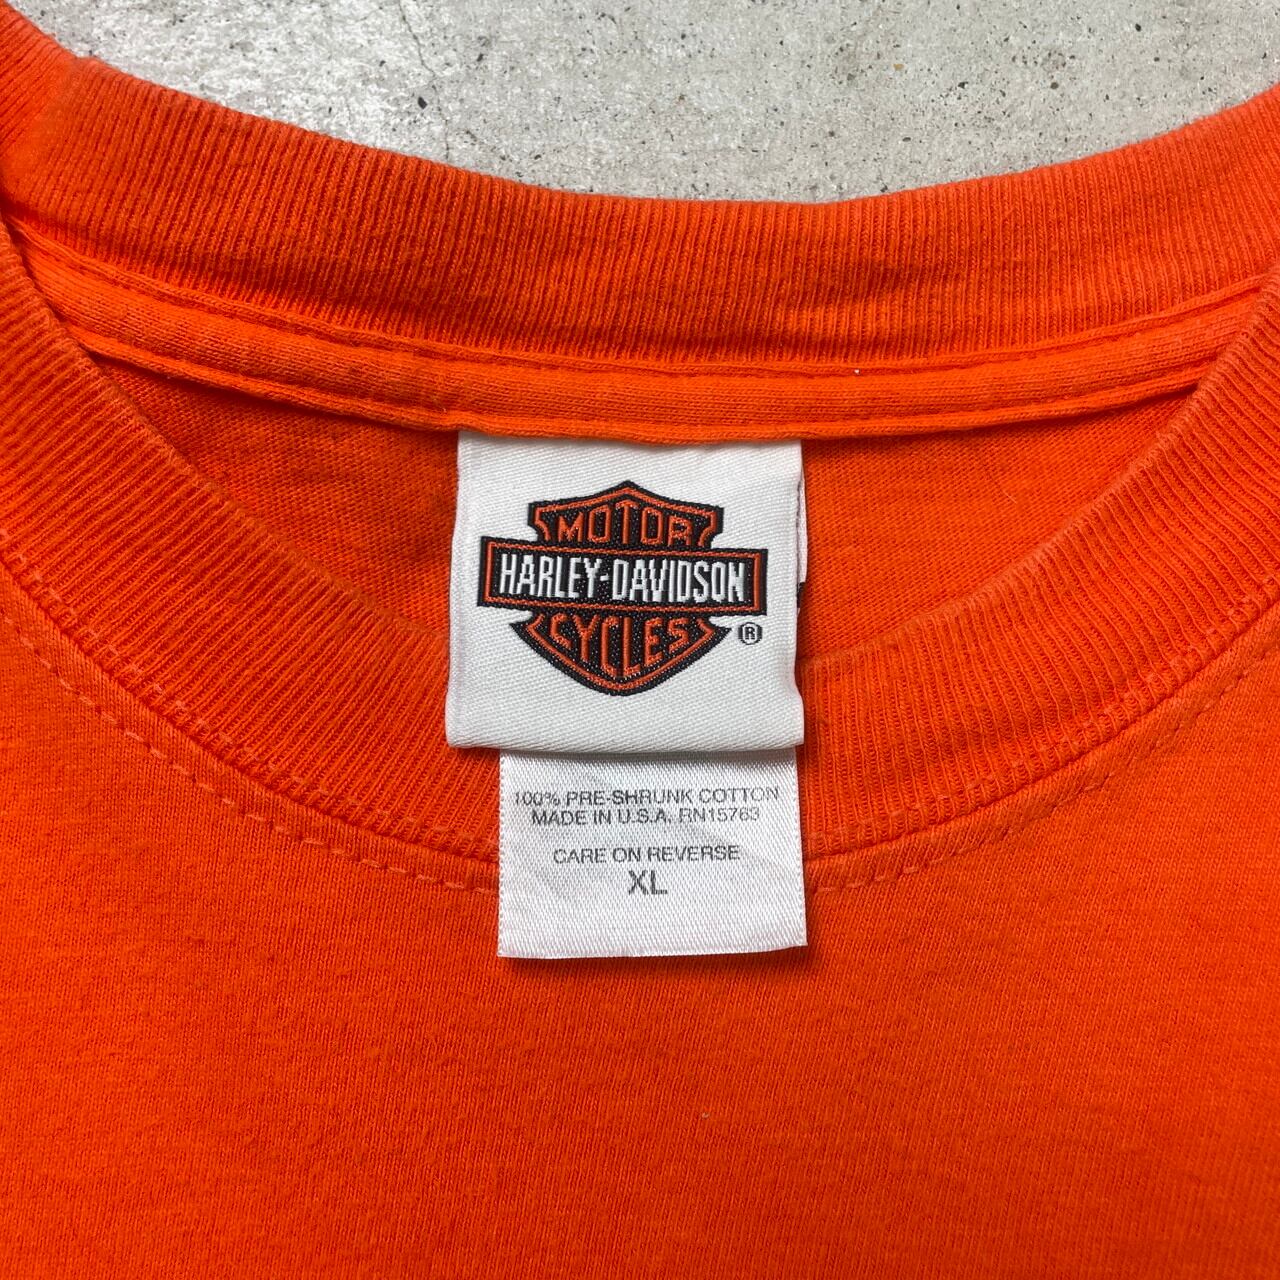 MOTOR
HARLEY-DAVIDSON
CYCLES ®
100% PRE-SHRUNK COTTON
MADE IN U.S.A. RN15763
CARE ON REVERSE
XL